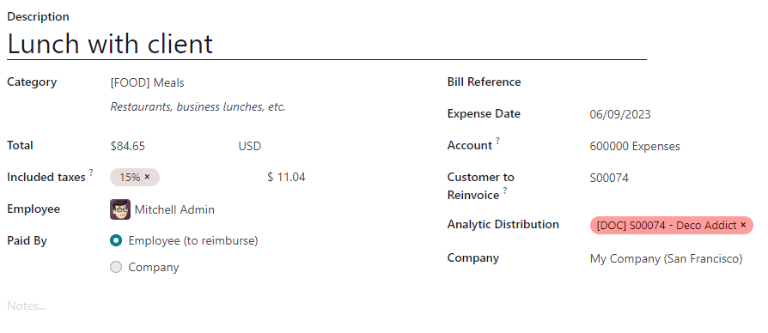 Description
Lunch with client
Category [FOOD] Meals
Restaurants, business lunches, etc.
Total $84.65 USD
Included taxes ? 15% × $ 11.04
Employee Mitchell Admin
Paid By Employee (to reimburse)
Company
Notes...
Bill Reference
Expense Date 06/09/2023
Account ? 600000 Expenses
Customer to S00074
Reinvoice ?
Analytic Distribution [DOC] S00074 - Deco Addict ×
Company My Company (San Francisco)